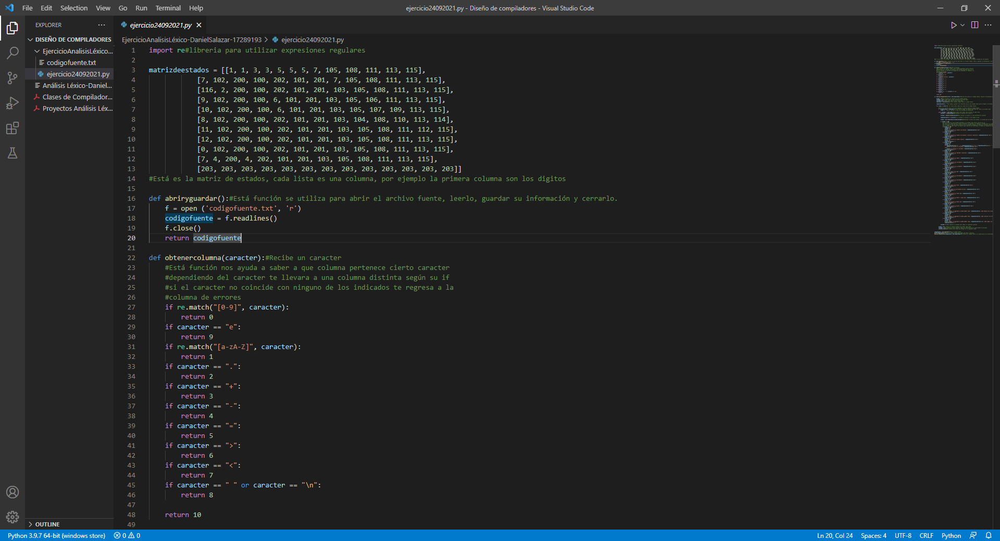 File Edit Selection View Go Run Terminal Help
ejercicio24092021.py - Diseño de compiladores - Visual Studio Code
EXPLORER
DISEÑO DE COMPILADORES
EjercicioAnalisisLéxico...
codigofuente.txt
ejercicio24092021.py
Análisis Léxico-Daniel...
Clases de Compilador...
Proyectos Análisis Léx...
OUTLINE
ejercicio24092021.py
EjercicioAnalisisLéxico-DanielSalazar-17289193 > ejercicio24092021.py
1 import re#libreria para utilizar expresiones regulares
2
3 matrizdeestados = [[1, 1, 3, 3, 5, 5, 5, 7, 105, 108, 111, 113, 115],
4 [7, 102, 200, 100, 202, 101, 201, 7, 105, 108, 111, 113, 115],
5 [116, 2, 200, 100, 202, 101, 201, 103, 105, 108, 111, 113, 115],
6 [9, 102, 200, 100, 6, 101, 201, 103, 105, 106, 111, 113, 115],
7 [10, 102, 200, 100, 6, 101, 201, 103, 105, 107, 109, 113, 115],
8 [8, 102, 200, 100, 202, 101, 201, 103, 104, 108, 110, 113, 114],
9 [11, 102, 200, 100, 202, 101, 201, 103, 105, 108, 111, 112, 115],
10 [12, 102, 200, 100, 202, 101, 201, 103, 105, 108, 111, 113, 115],
11 [0, 102, 200, 100, 202, 101, 201, 103, 105, 108, 111, 113, 115],
12 [7, 4, 200, 4, 202, 101, 201, 103, 105, 108, 111, 113, 115],
13 [203, 203, 203, 203, 203, 203, 203, 203, 203, 203, 203, 203, 203]]
14 #Está es la matriz de estados, cada lista es una columna, por ejemplo la primera columna son los digitos
15
16 def abriryguardar():#Está función se utiliza para abrir el archivo fuente, leerlo, guardar su información y cerrarlo.
17 f = open ('codigofuente.txt', 'r')
18 codigofuente = f.readlines()
19 f.close()
20 return codigofuente
21
22 def obtenercolumna(caracter):#Recibe un caracter
23 #Está función nos ayuda a saber a que columna pertenece cierto caracter
24 #dependiendo del caracter te llevara a una columna distinta según su if
25 #si el caracter no coincide con ninguno de los indicados te regresa a la
26 #columna de errores
27 if re.match("[0-9]", caracter):
28 return 0
29 if caracter == "e":
30 return 9
31 if re.match("[a-zA-Z]", caracter):
32 return 1
33 if caracter == ".":
34 return 2
35 if caracter == "+":
36 return 3
37 if caracter == "-":
38 return 4
39 if caracter == "=":
40 return 5
41 if caracter == ">":
42 return 6
43 if caracter == "<":
44 return 7
45 if caracter == " " or caracter == "\n":
46 return 8
47
48 return 10
49
Python 3.9.7 64-bit (windows store) 0 0
Ln 20, Col 24 Spaces: 4 UTF-8 CRLF Python